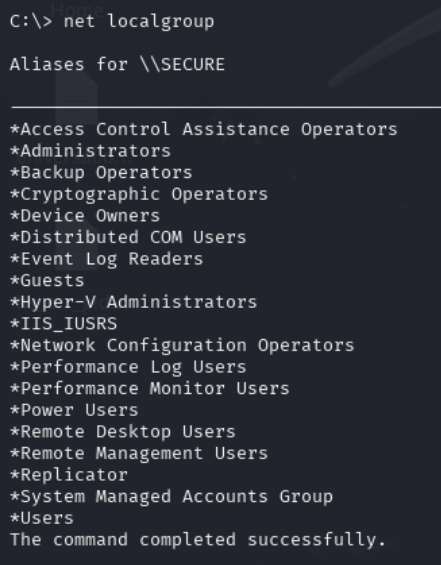 C:\> net localgroup
Aliases for \\SECURE
*Access Control Assistance Operators
*Administrators
*Backup Operators
*Cryptographic Operators
*Device Owners
*Distributed COM Users
*Event Log Readers
*Guests
*Hyper-V Administrators
*IIS_IUSRS
*Network Configuration Operators
*Performance Log Users
*Performance Monitor Users
*Power Users
*Remote Desktop Users
*Remote Management Users
*Replicator
*System Managed Accounts Group
*Users
The command completed successfully.